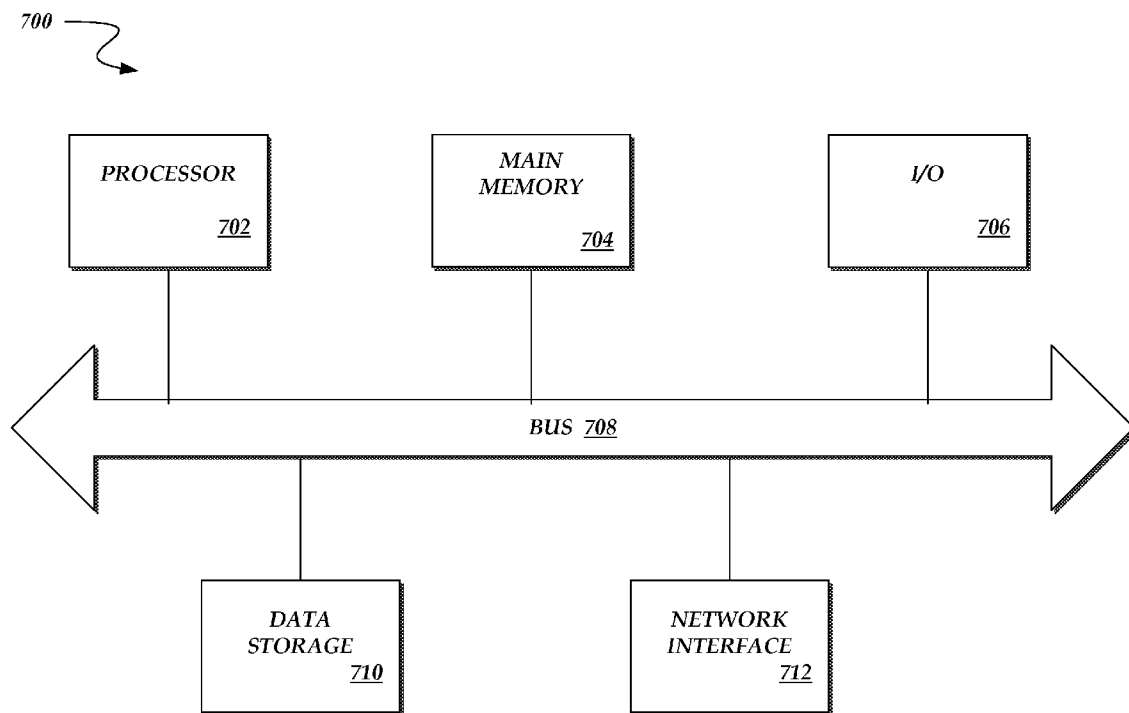 700
PROCESSOR
702
MAIN
MEMORY
704
I/O
706
BUS 708
DATA
STORAGE
710
NETWORK
INTERFACE
712